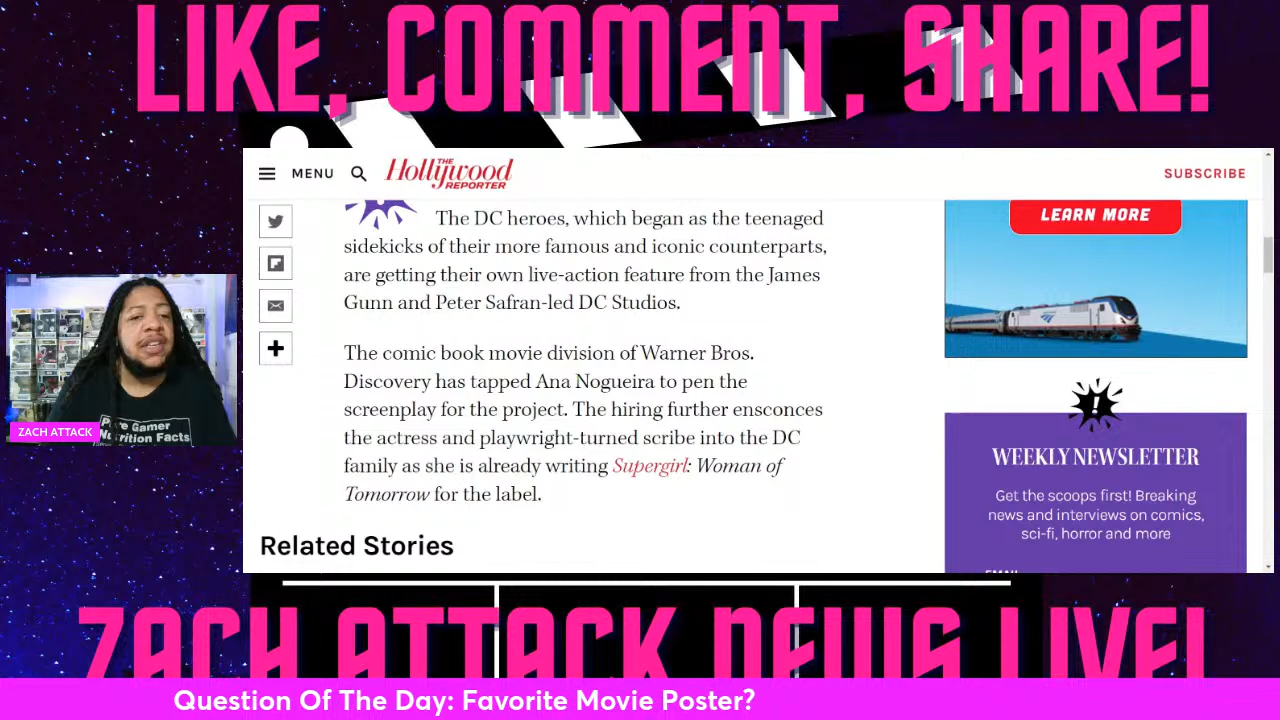 LIKE, COMMENT, SHARE!
MENU
THE
Hollywood
REPORTER
SUBSCRIBE
The DC heroes, which began as the teenaged
sidekicks of their more famous and iconic counterparts,
are getting their own live-action feature from the James
Gunn and Peter Safran-led DC Studios.
The comic book movie division of Warner Bros.
Discovery has tapped Ana Nogueira to pen the
screenplay for the project. The hiring further ensconces
the actress and playwright-turned scribe into the DC
family as she is already writing Supergirl: Woman of
Tomorrow for the label.
Related Stories
LEARN MORE
WEEKLY NEWSLETTER
Get the scoops first! Breaking
news and interviews on comics,
sci-fi, horror and more
EMAIL
Gamer
Facts
ZACH ATTACK
ZACH ATTACK NEWS LIVE!
Question Of The Day: Favorite Movie Poster?